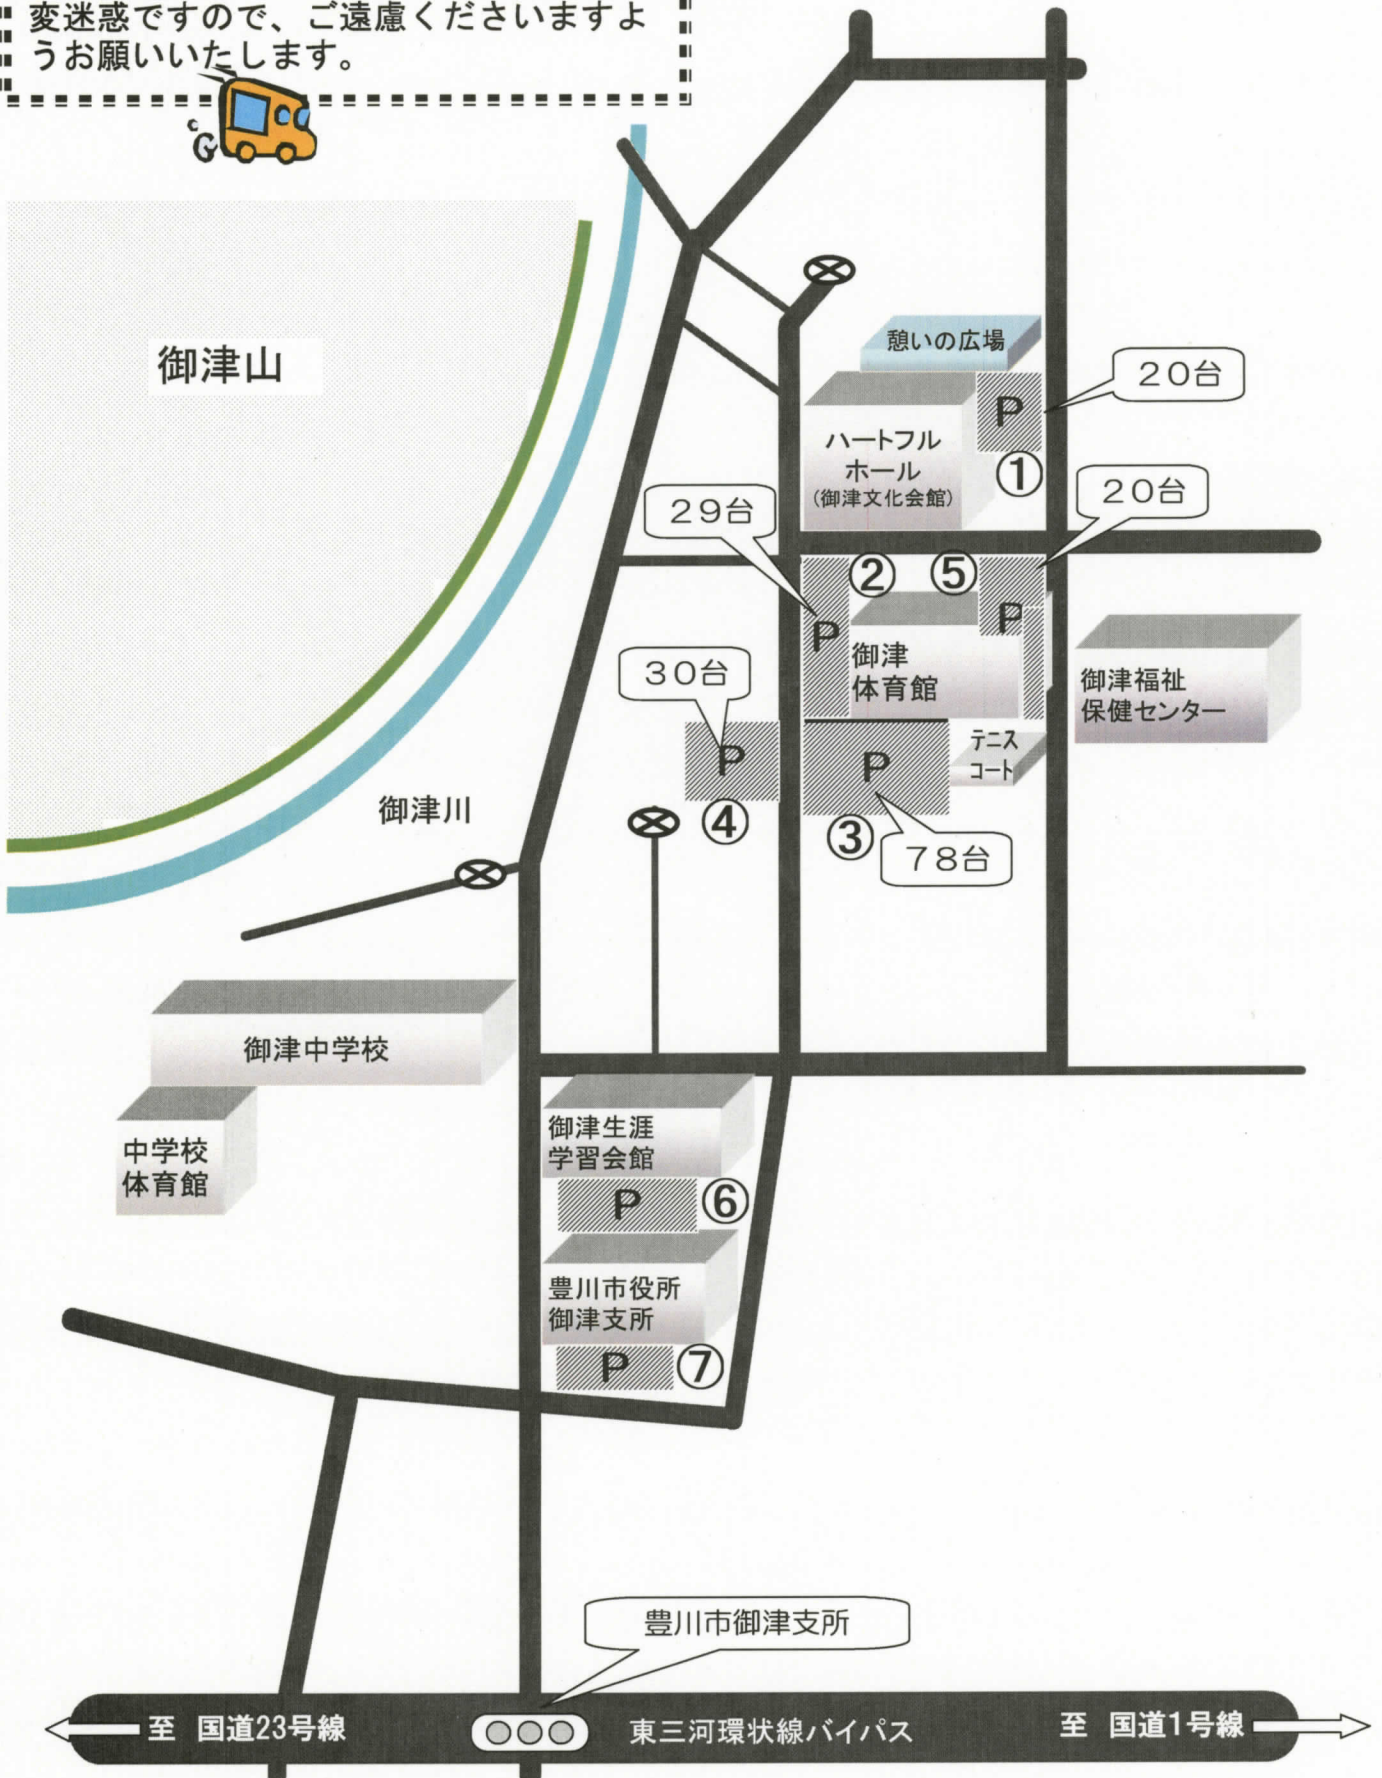 変迷惑ですので、ご遠慮くださいますよ
うお願いいたします。
御津山
憩いの広場
20台
P
ハートフル
ホール
(御津文化会館)
①
20台
29台
②
⑤
P
P
御津
体育館
30台
御津福祉
保健センター
P
P
テニス
コート
御津川
④
③
78台
御津中学校
中学校
体育館
御津生涯
学習会館
P
⑥
豊川市役所
御津支所
P
⑦
豊川市御津支所
至 国道23号線
東三河環状線バイパス
至 国道1号線